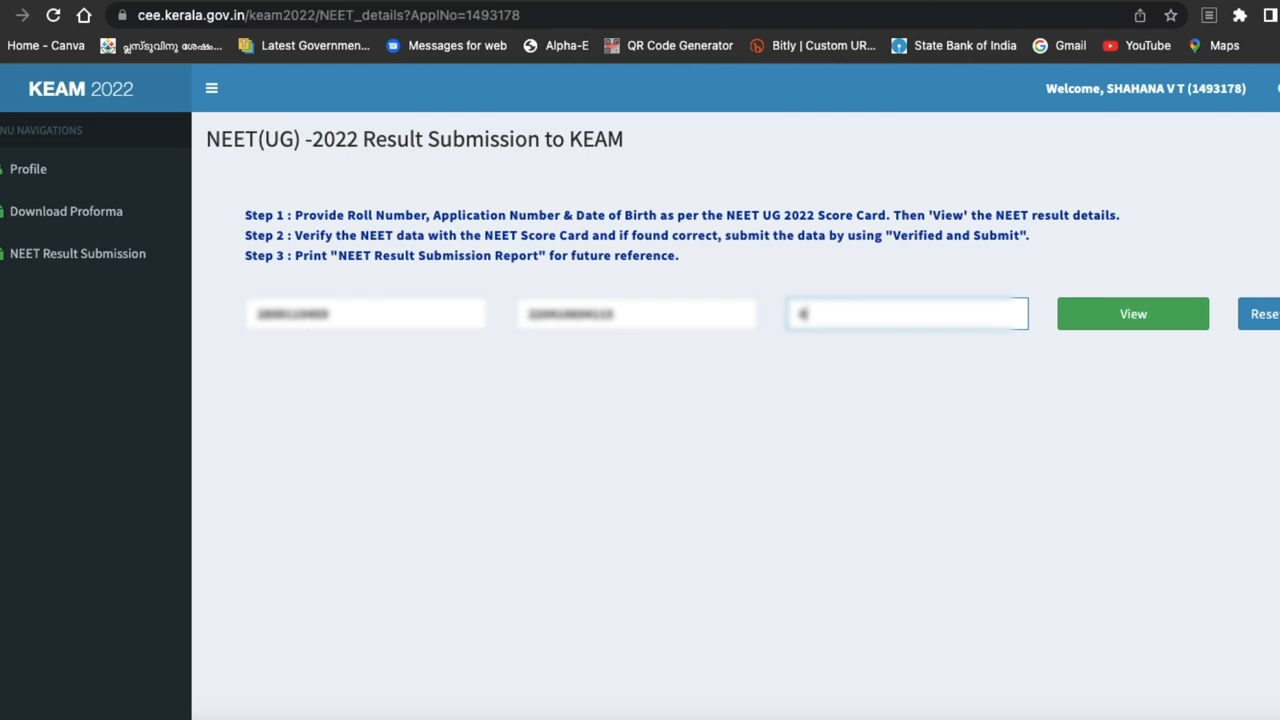 cee.kerala.gov.in/keam2022/NEET_details?ApplNo=1493178
Home - Canva പ്ലസ്ടുവിനു ശേഷം... Latest Governmen... Messages for web Alpha-E QR Code Generator Bitly | Custom UR... State Bank of India Gmail YouTube Maps
KEAM 2022
Welcome, SHAHANA V T (1493178)
NU NAVIGATIONS
NEET(UG) -2022 Result Submission to KEAM
Profile
Download Proforma
NEET Result Submission
Step 1 : Provide Roll Number, Application Number & Date of Birth as per the NEET UG 2022 Score Card. Then 'View' the NEET result details.
Step 2 : Verify the NEET data with the NEET Score Card and if found correct, submit the data by using "Verified and Submit".
Step 3 : Print "NEET Result Submission Report" for future reference.
View
Rese